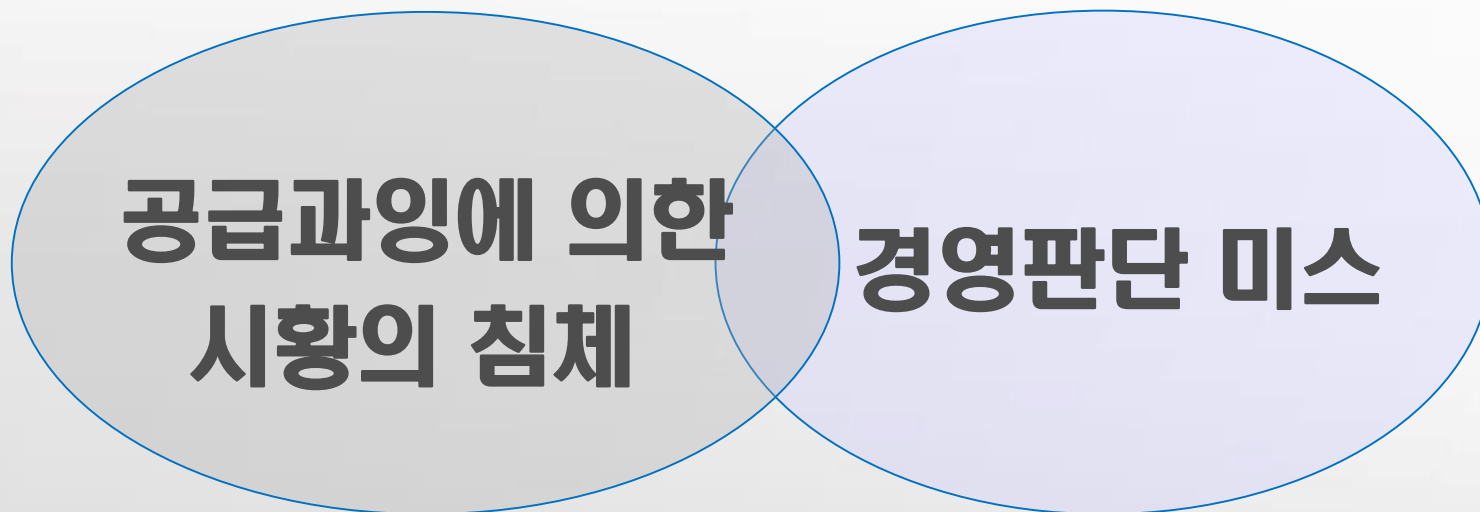 공급과잉에 의한
시황의 침체
경영판단 미스